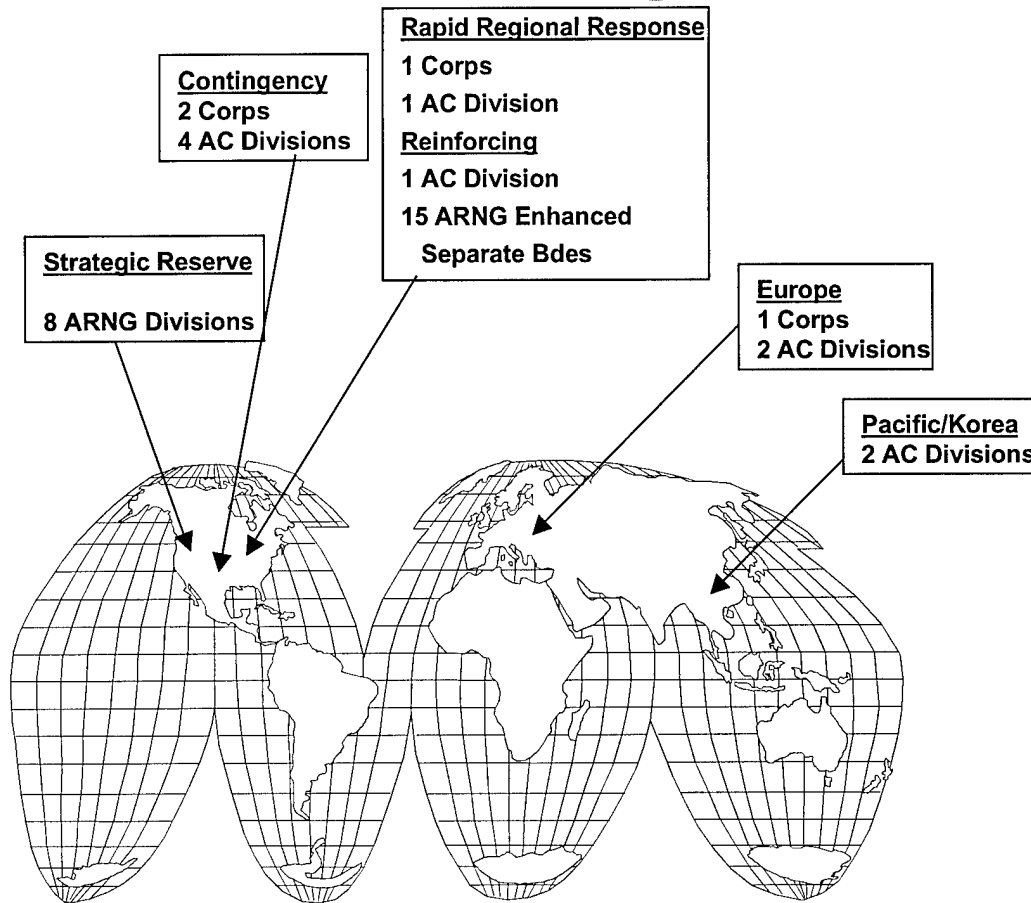 Rapid Regional Response
1 Corps
1 AC Division
Reinforcing
1 AC Division
15 ARNG Enhanced
Separate Bdes
Contingency
2 Corps
4 AC Divisions
Strategic Reserve
8 ARNG Divisions
Europe
1 Corps
2 AC Divisions
Pacific/Korea
2 AC Divisions